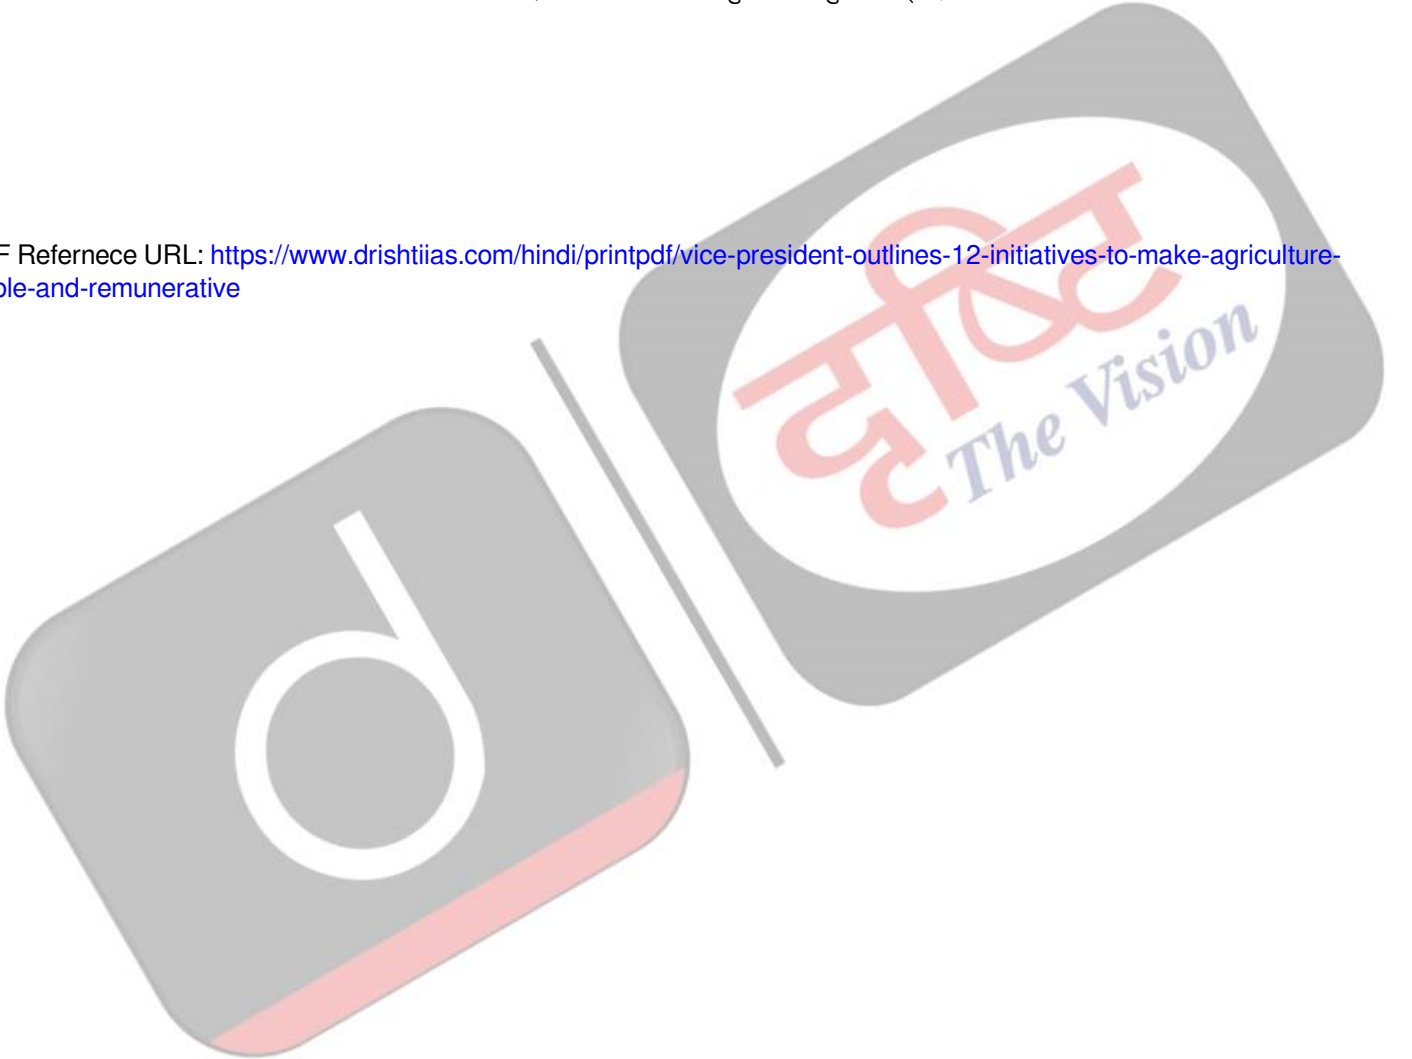 F Refernece URL: https://www.drishtiias.com/hindi/printpdf/vice-president-outlines-12-initiatives-to-make-agriculture-
ble-and-remunerative
दृष्टि
The Vision
d